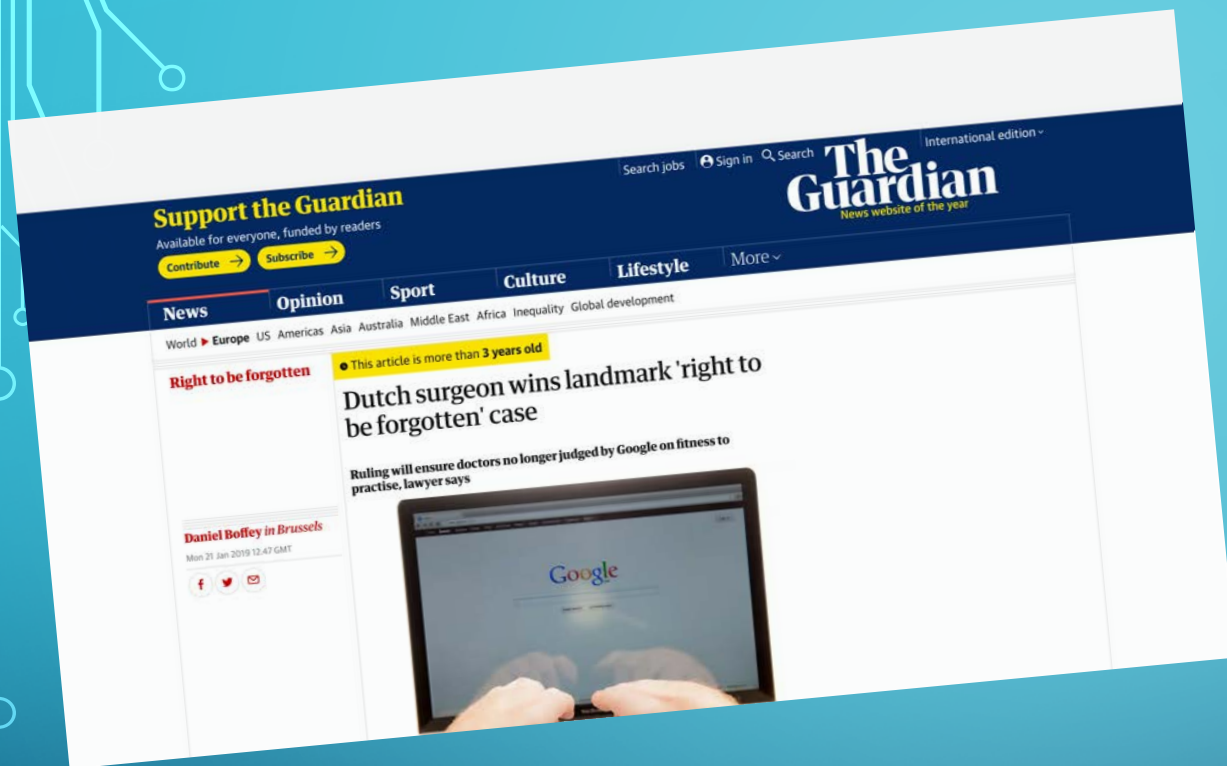 Search jobs
Sign in
Search
International edition
The
Guardian
News website of the year
Support the Guardian
Available for everyone, funded by readers
Contribute
Subscribe
News
Opinion
Sport
Culture
Lifestyle
More
World Europe US Americas Asia Australia Middle East Africa Inequality Global development
Right to be forgotten
This article is more than 3 years old
Dutch surgeon wins landmark 'right to
be forgotten' case
Ruling will ensure doctors no longer judged by Google on fitness to
practise, lawyer says
Daniel Boffey in Brussels
Mon 21 Jan 2019 12.47 GMT
Google